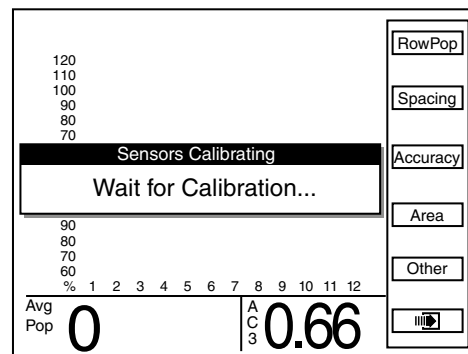 120
110
100
90
80
70
Sensors Calibrating
Wait for Calibration...
90
80
70
60
% 1 2 3 4 5 6 7 8 9 10 11 12
Avg
Pop
0
A
C
3
0.66
RowPop
Spacing
Accuracy
Area
Other